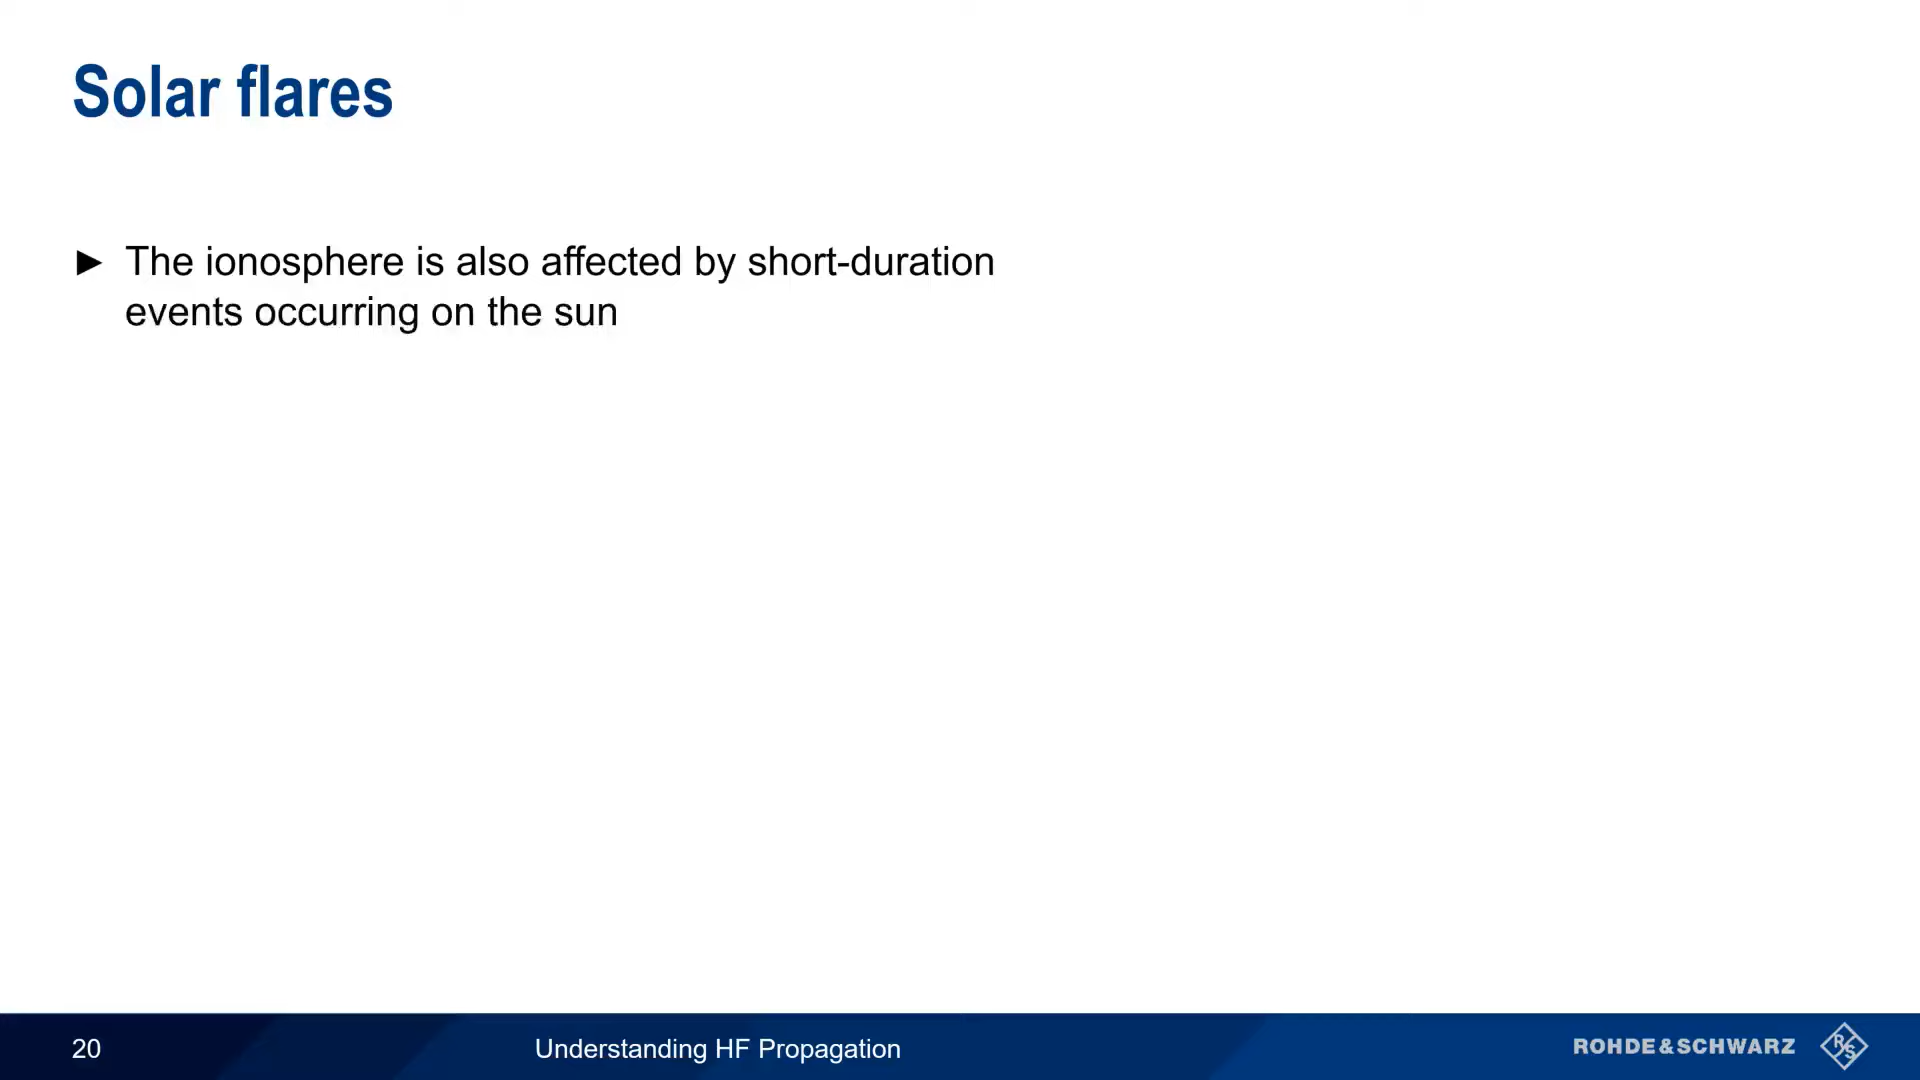 Solar flares
► The ionosphere is also affected by short-duration
events occurring on the sun
20
Understanding HF Propagation
ROHDE&SCHWARZ
R/S